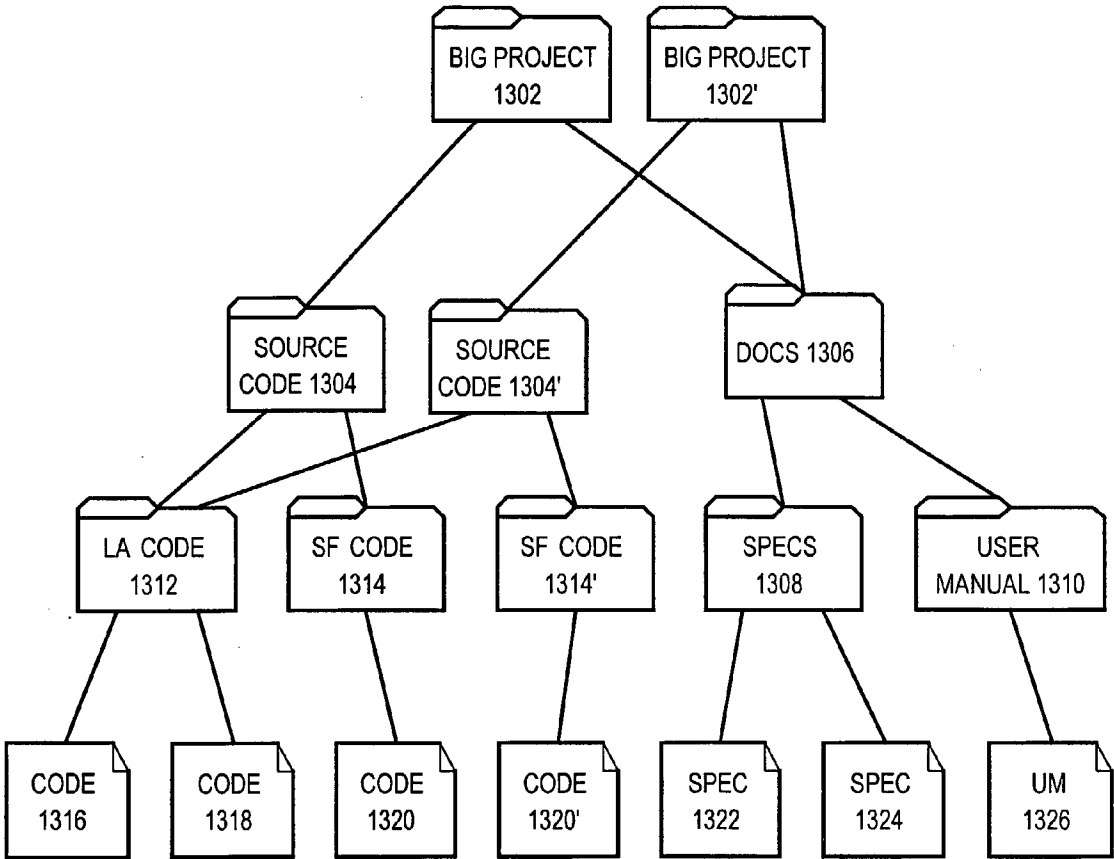 BIG PROJECT
1302
BIG PROJECT
1302'
SOURCE
CODE 1304
SOURCE
CODE 1304'
DOCS 1306
LA CODE
1312
SF CODE
1314
SF CODE
1314'
SPECS
1308
USER
MANUAL 1310
CODE
1316
CODE
1318
CODE
1320
CODE
1320'
SPEC
1322
SPEC
1324
UM
1326